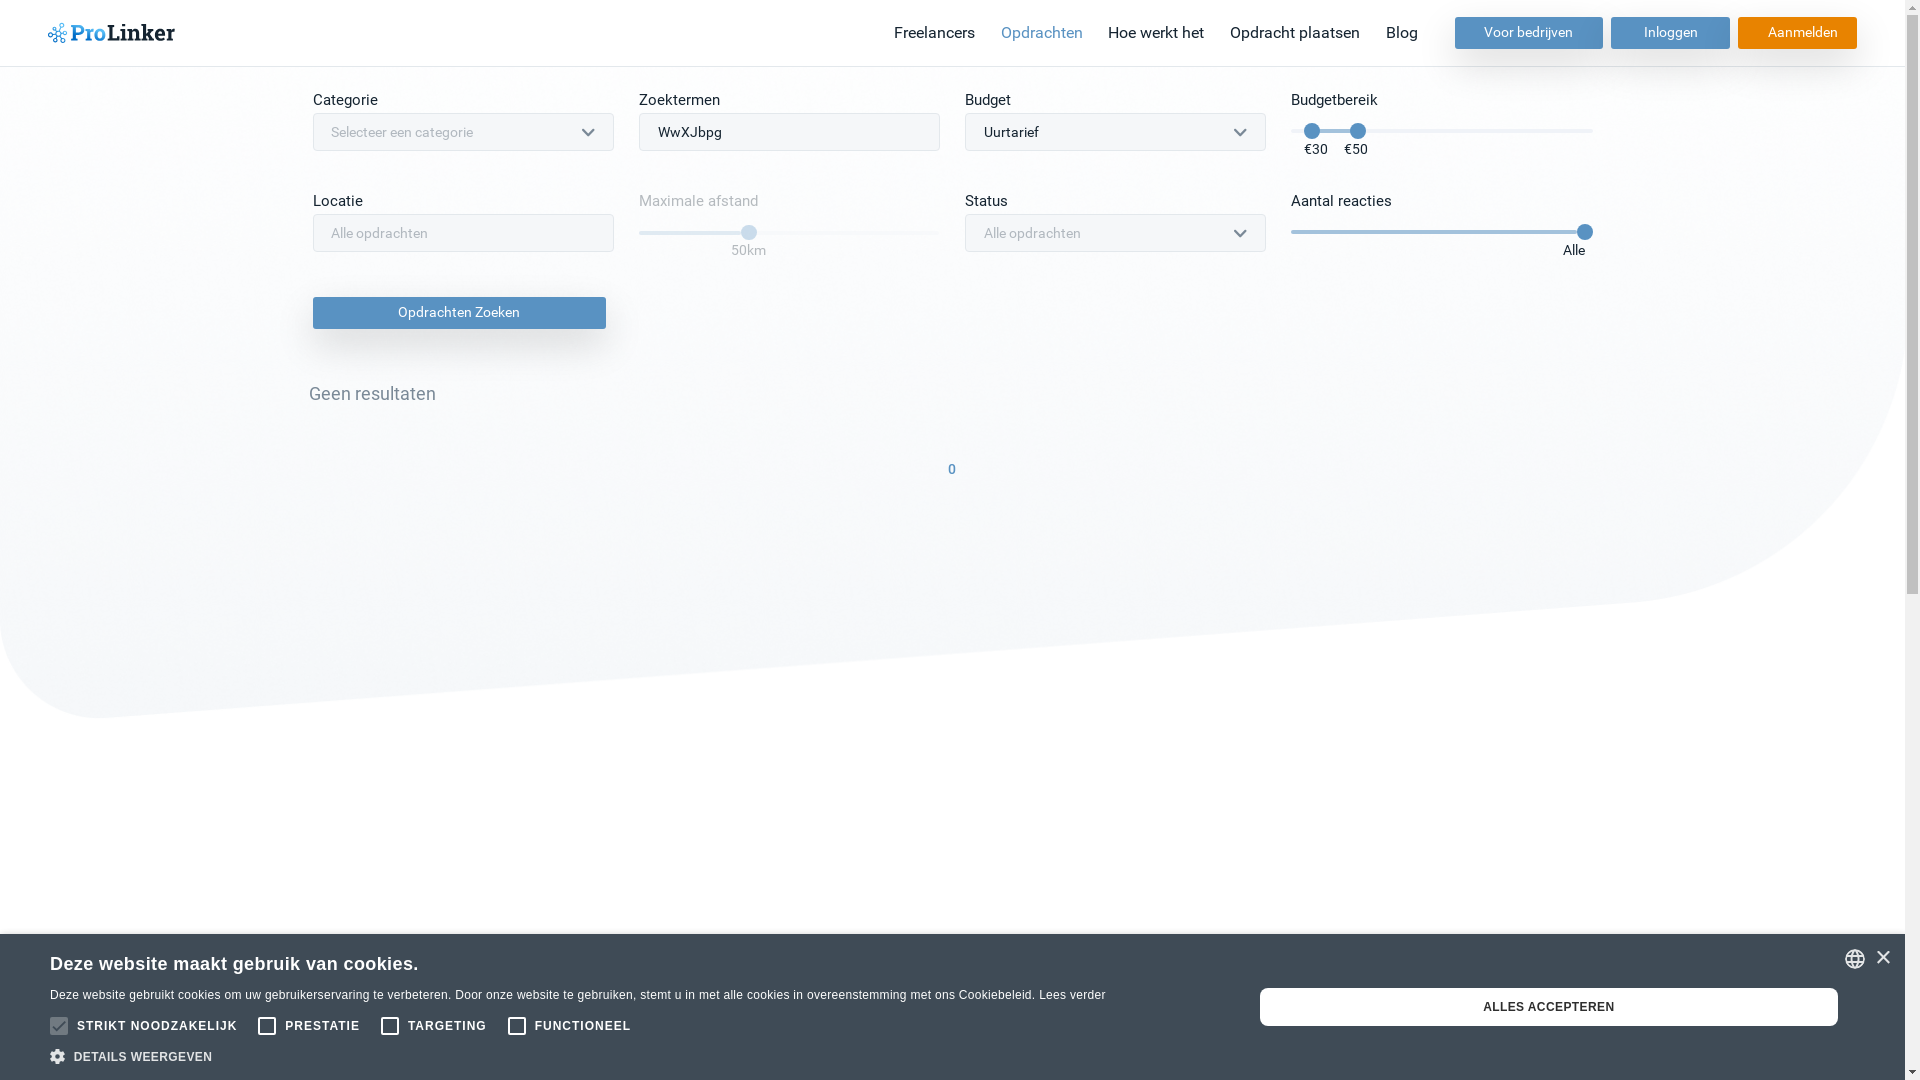 ProLinker
Freelancers Opdrachten Hoe werkt het Opdracht plaatsen Blog Voor bedrijven Inloggen Aanmelden
Categorie Zoektermen Budget Budgetbereik
Selecteer een categorie WwXJbpg Uurtarief
€30 €50
Locatie Maximale afstand Status Aantal reacties
Alle opdrachten Alle opdrachten
50km Alle
Opdrachten Zoeken
Geen resultaten
0
Deze website maakt gebruik van cookies.
Deze website gebruikt cookies om uw gebruikerservaring te verbeteren. Door onze website te gebruiken, stemt u in met alle cookies in overeenstemming met ons Cookiebeleid. Lees verder
ALLES ACCEPTEREN
STRIKT NOODZAKELIJK PRESTATIE TARGETING FUNCTIONEEL
DETAILS WEERGEVEN